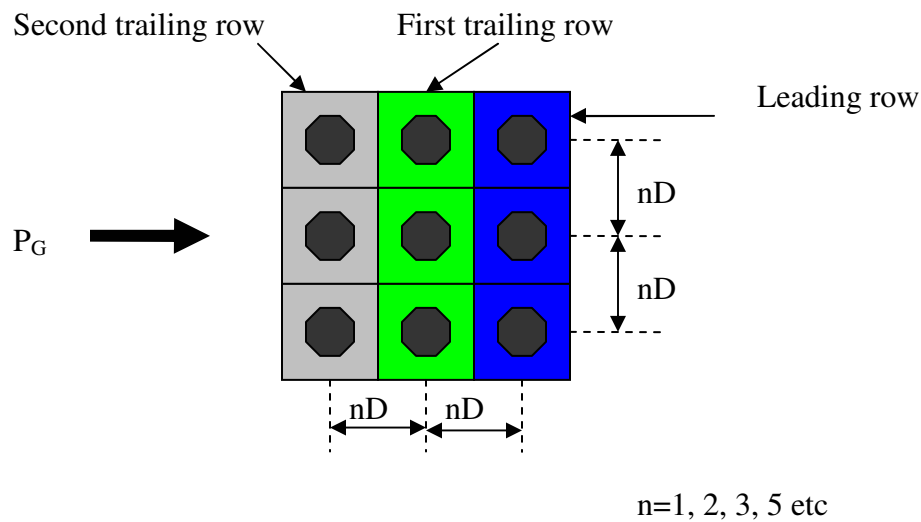 Second trailing row
First trailing row
Leading row
nD
P_G
nD
nD
nD
n=1, 2, 3, 5 etc